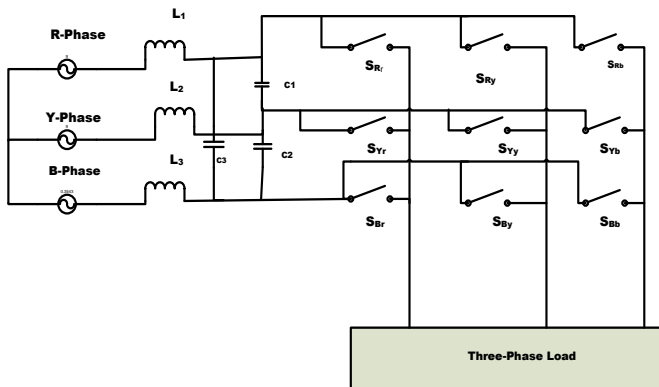 L1
R-Phase
SRr
SRy
SRb
C1
L2
Y-Phase
SYr
SYy
SYb
C2
C3
L3
B-Phase
SBr
SBy
SBb
Three-Phase Load